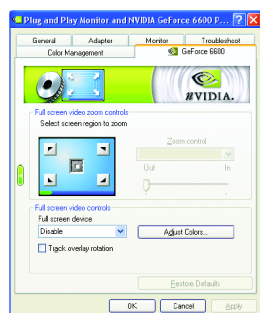 Plug and Play Monitor and NVIDIA GeForce 6600 P...
General Adapter Monitor Troubleshoot
Color Management GeForce 6600
NVIDIA.
Full screen video zoom controls
Select screen region to zoom
Zoom control
Out In
Full screen video controls
Full screen device
Disable
Adjust Colors...
Track overlay rotation
Restore Defaults
OK Cancel Apply